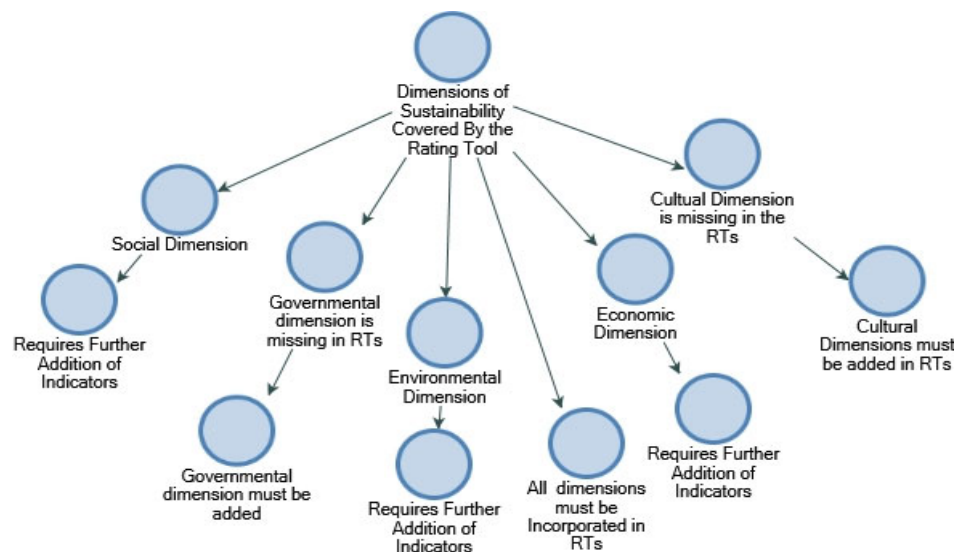 Dimensions of
Sustainability
Covered By the
Rating Tool
Social Dimension
Requires Further
Addition of
Indicators
Governmental
dimension is
missing in RTs
Governmental
dimension must be
added
Environmental
Dimension
Requires Further
Addition of
Indicators
All dimensions
must be
Incorporated in
RTs
Economic
Dimension
Requires Further
Addition of
Indicators
Cultual Dimension
is missing in the
RTs
Cultural
Dimensions must
be added in RTs